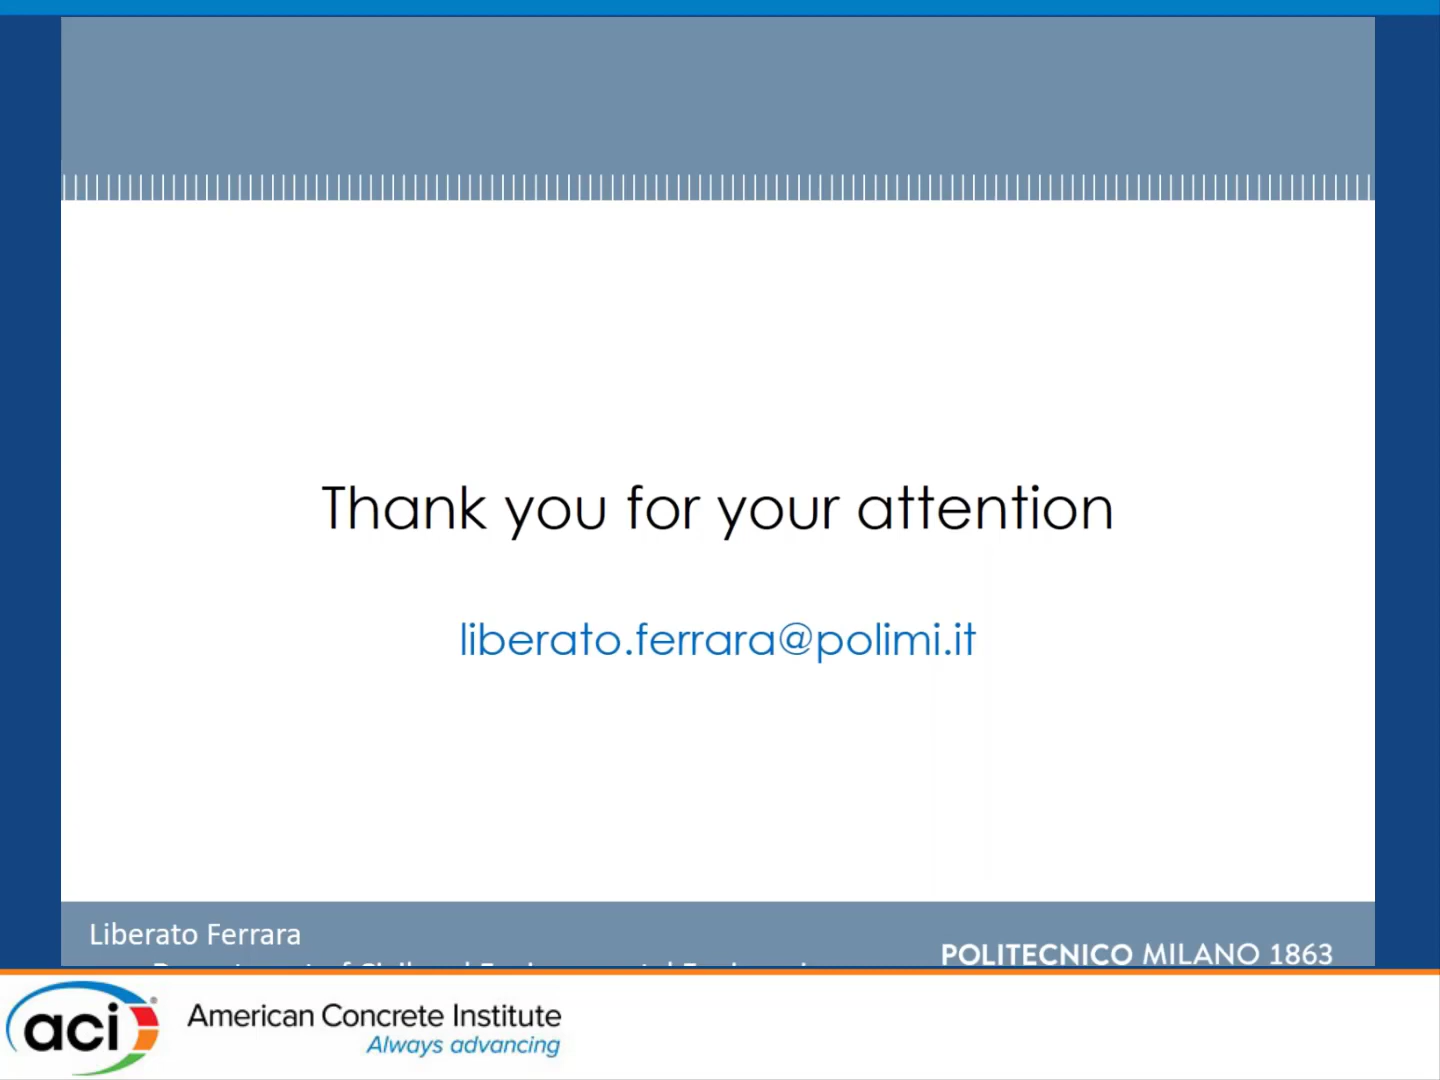 Thank you for your attention
liberato.ferrara@polimi.it
Liberato Ferrara
POLITECNICO MILANO 1863
aci
American Concrete Institute
Always advancing